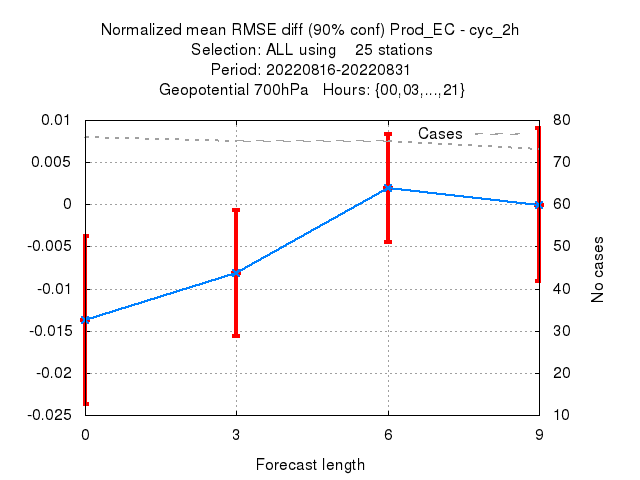 Normalized mean RMSE diff (90% conf) Prod_EC - cyc_2h
Selection: ALL using    25 stations
Period: 20220816-20220831
Geopotential 700hPa   Hours: {00,03,...,21}
0.01
0.005
0
-0.005
-0.01
-0.015
-0.02
-0.025
Cases
80
70
60
50
40
30
20
10
No cases
0 3 6 9
Forecast length